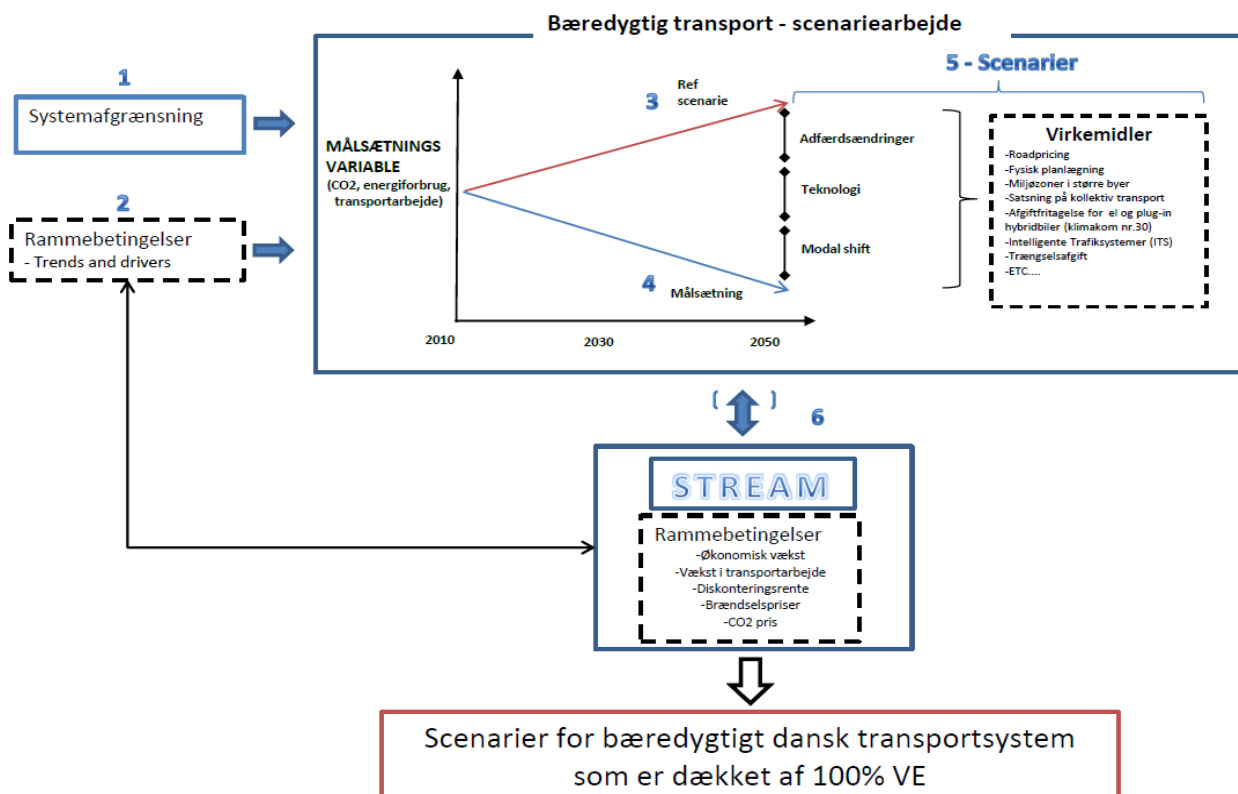 Bæredygtig transport - scenariearbejde
1
Systemafgrænsning
2
Rammebetingelser
- Trends and drivers
MÅLSÆTNINGS
VARIABLE
(CO2, energiforbrug,
transportarbejde)
3
Ref
scenarie
4
Målsætning
2010
2030
2050
Adfærdsændringer
Teknologi
Modal shift
5 - Scenarier
Virkemidler
-Roadpricing
-Fysisk planlægning
-Miljøzoner i større byer
-Satsning på kollektiv transport
-Afgiftfritagelse for el og plug-in
hybridbiler (klimakom nr.30)
-Intelligente Trafiksystemer (ITS)
-Trængselsafgift
-ETC....
( )
6
STREAM
Rammebetingelser
-Økonomisk vækst
-Vækst i transportarbejde
-Diskonteringsrente
-Brændselspriser
-CO2 pris
Scenarier for bæredygtigt dansk transportsystem
som er dækket af 100% VE